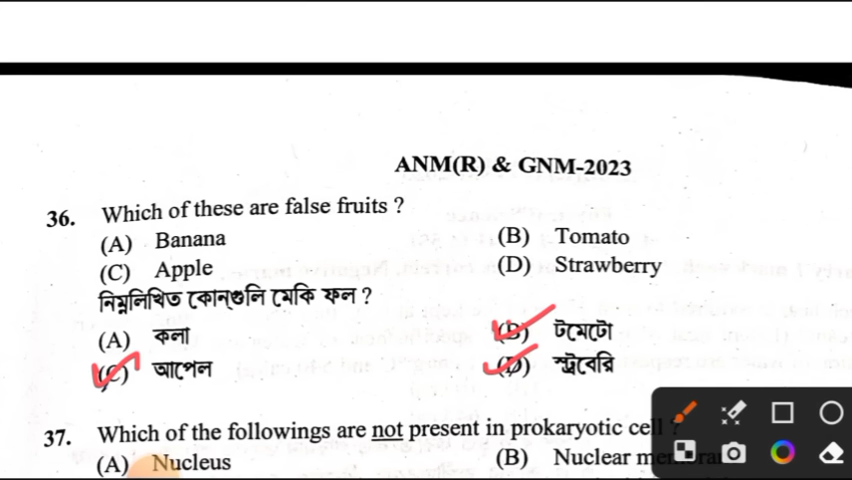 ANM(R) & GNM-2023
36. Which of these are false fruits ?
(A) Banana (B) Tomato
(C) Apple (D) Strawberry
নিম্নলিখিত কোন্‌গুলি মেকি ফল ?
(A) কলা (B) টমেটো
(C) আপেল (D) স্ট্রবেরি
37. Which of the followings are not present in prokaryotic cell ?
(A) Nucleus (B) Nuclear